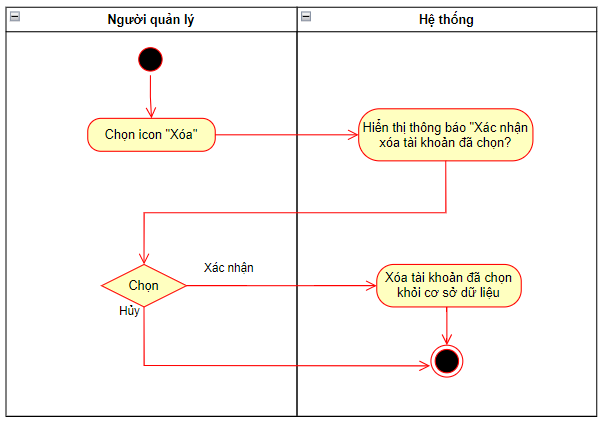 Người quản lý
Hệ thống
Chọn icon "Xóa"
Hiển thị thông báo "Xác nhận
xóa tài khoản đã chọn?
Chọn
Xác nhận
Hủy
Xóa tài khoản đã chọn
khỏi cơ sở dữ liệu